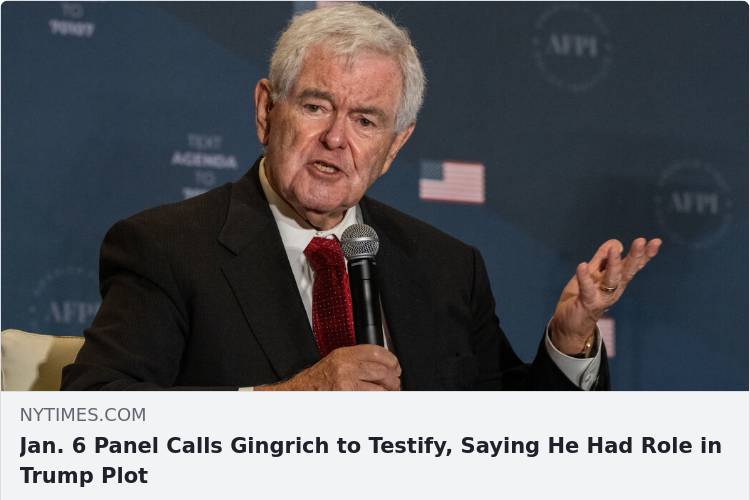 TO
70107
AFPI
TEXT
AGENDA
TO
AFPI
AFPI
NYTIMES.COM
Jan. 6 Panel Calls Gingrich to Testify, Saying He Had Role in
Trump Plot